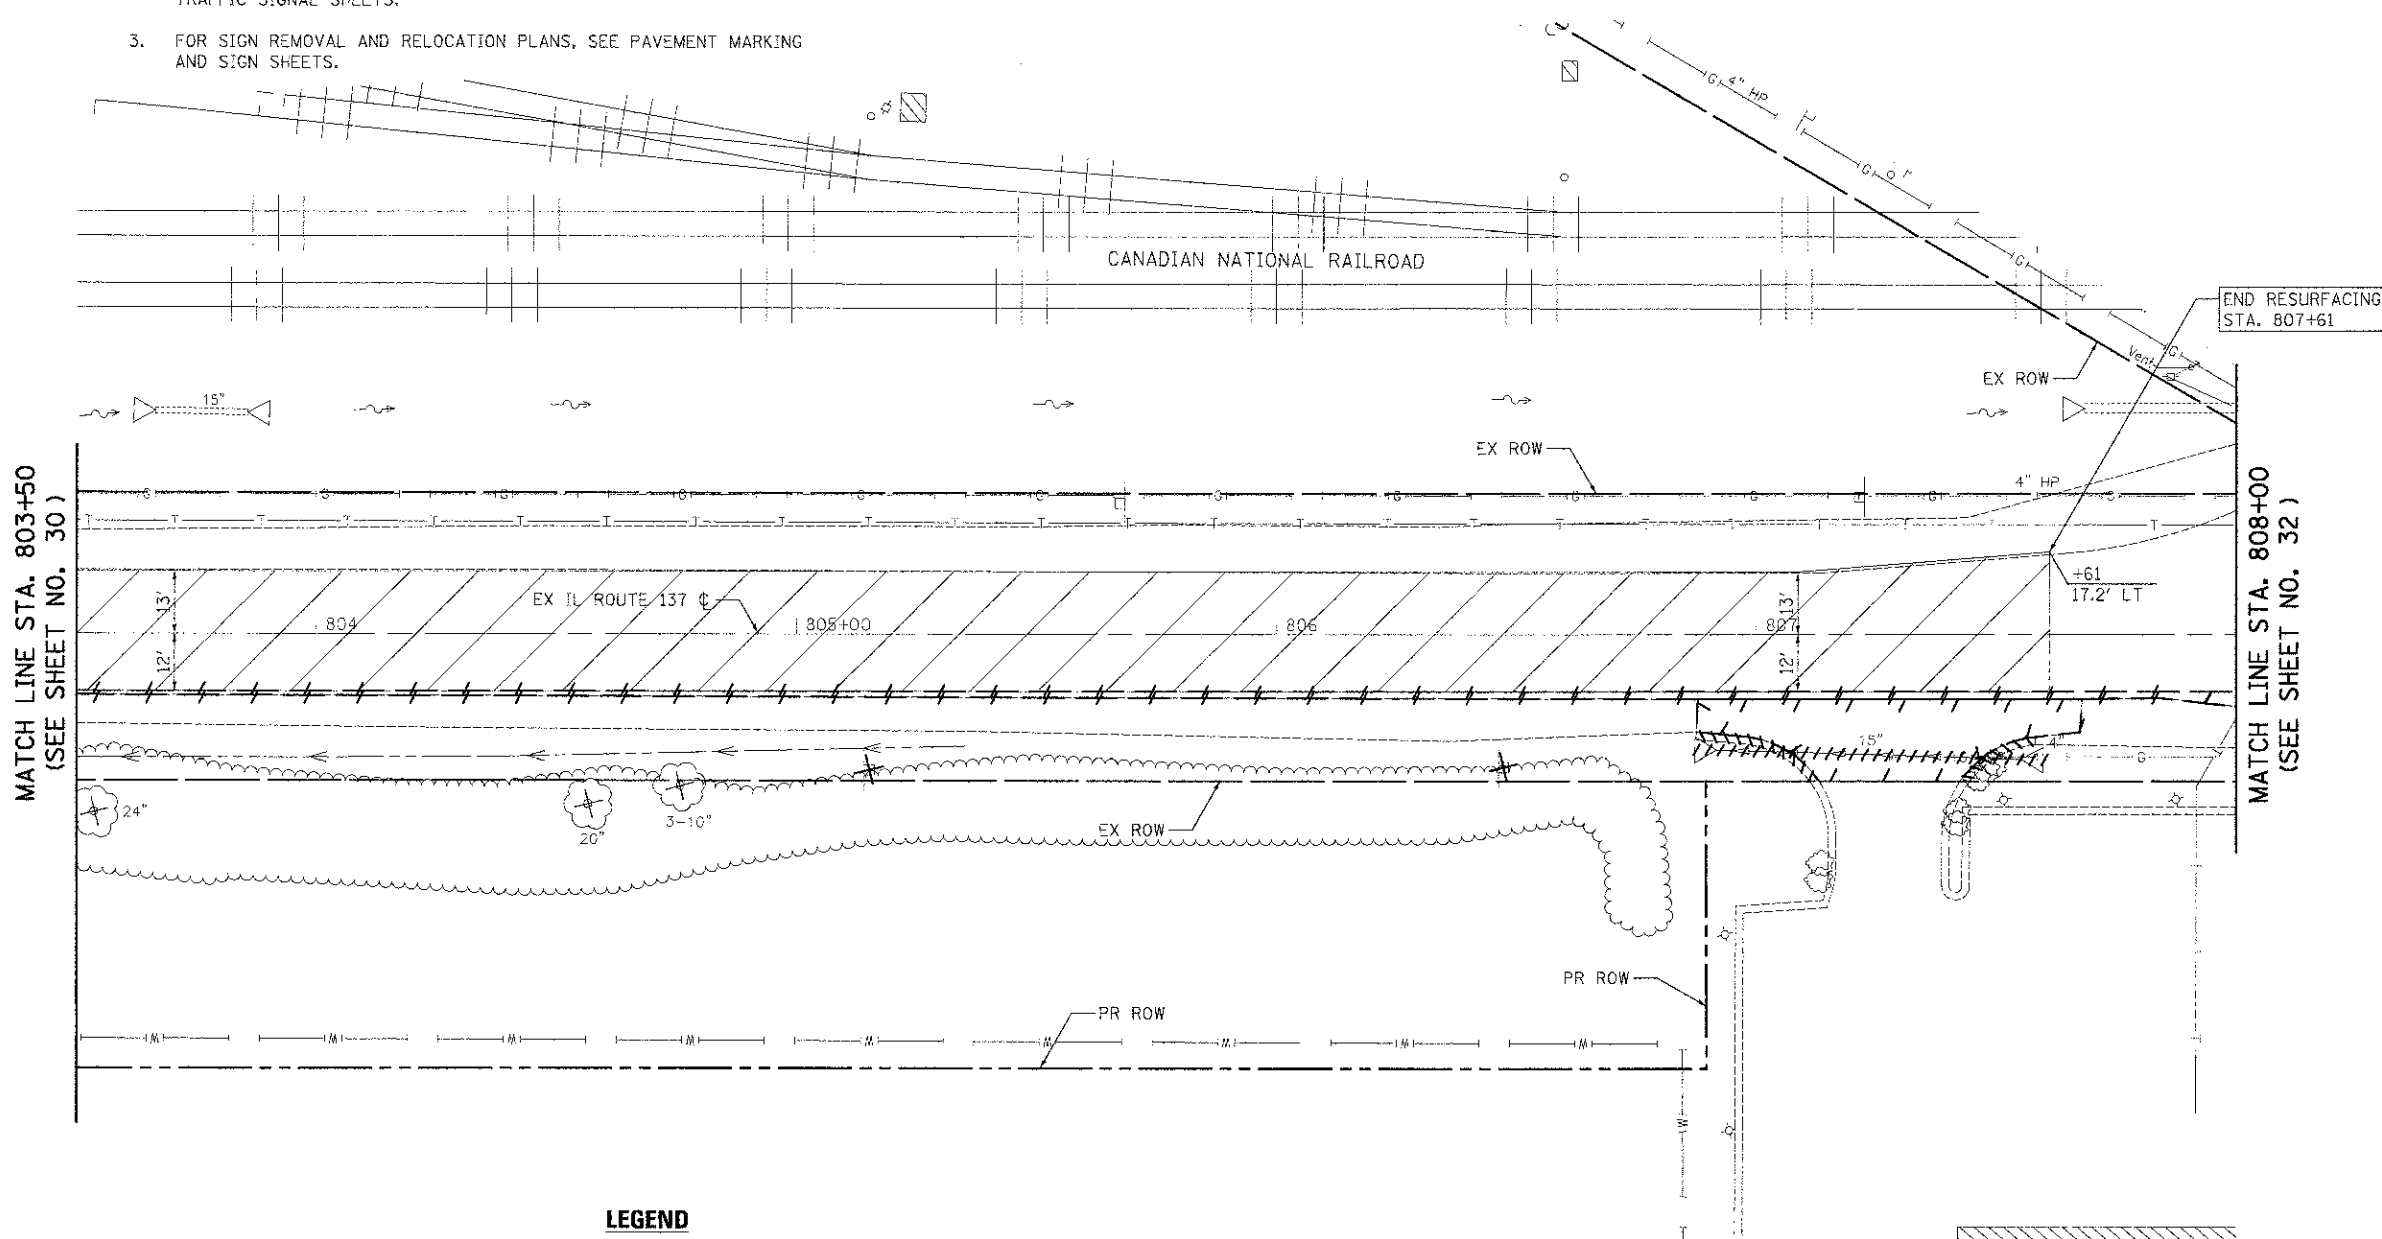 TRAFFIC SIGNAL SHEETS.
3. FOR SIGN REMOVAL AND RELOCATION PLANS, SEE PAVEMENT MARKING
AND SIGN SHEETS.
G 4" HP
G
G
CANADIAN NATIONAL RAILROAD
END RESURFACING
STA. 807+61
Vent
G
EX ROW
15"
EX ROW
MATCH LINE STA. 803+50
(SEE SHEET NO. 30)
MATCH LINE STA. 808+00
(SEE SHEET NO. 32)
G G G G G G G G G G G G
4" HP
T T T T T T T T T T T T T T T T T T T T T T T
+61
17.2' LT
13'
EX IL ROUTE 137 ℄
804
805+00
806
807
13'
12'
12'
15"
4"
G
24"
20"
3-10"
EX ROW
PR ROW
PR ROW
W W W W W W W W W
W
LEGEND